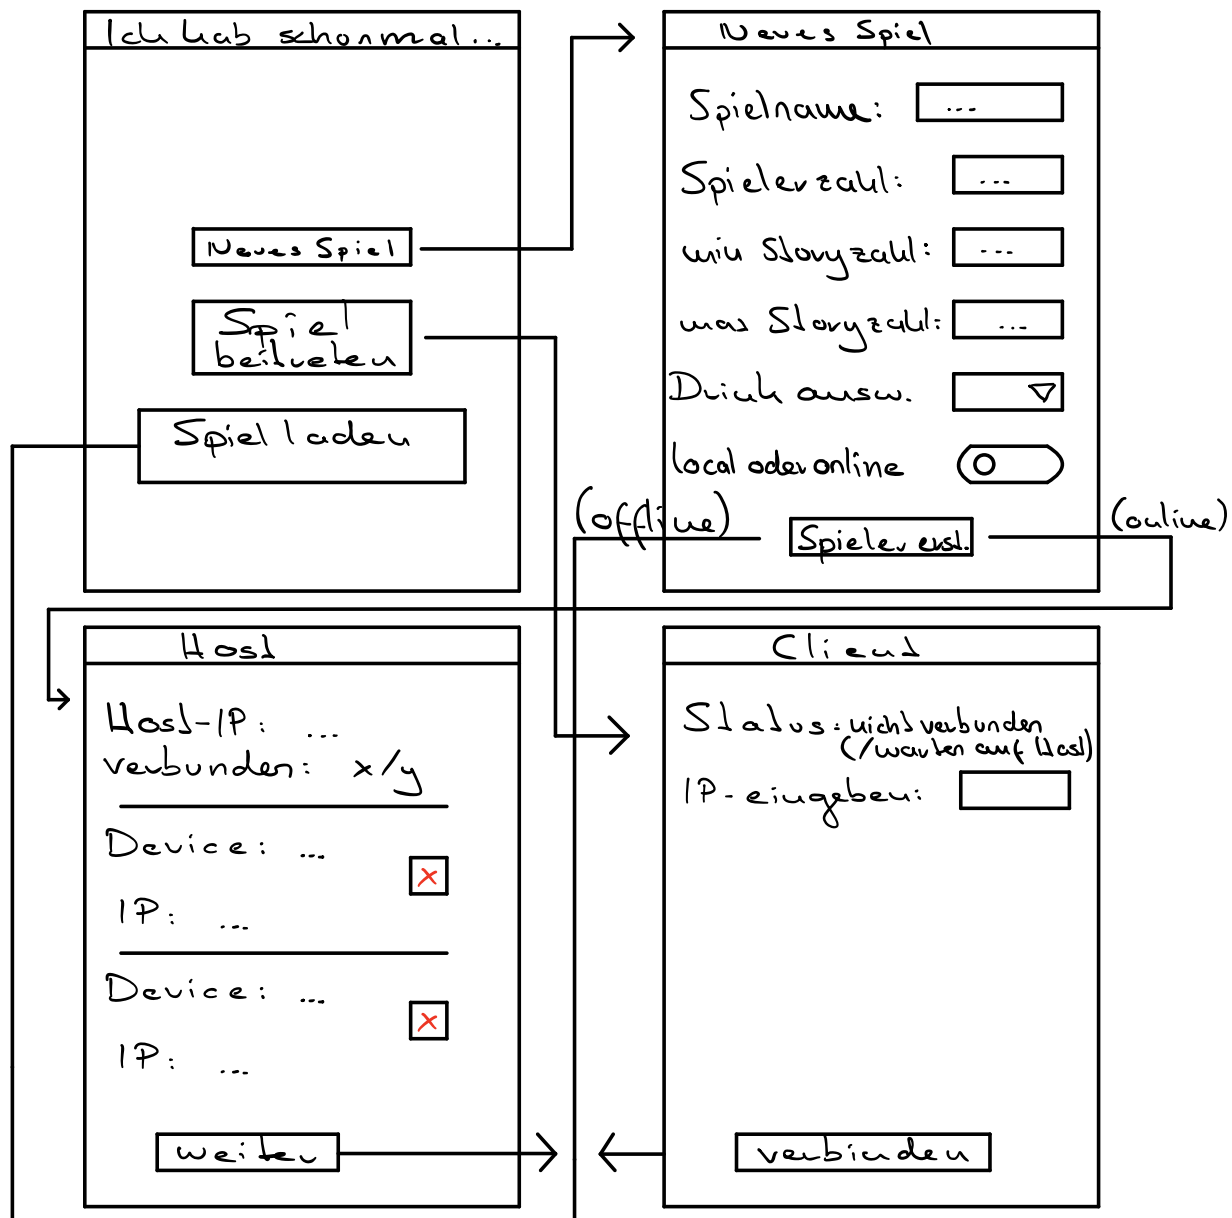 Ich hab schonmal...
Neues Spiel
Spiel
beitreten
Spiel laden
Neues Spiel
Spielname: ...
Spielerzahl: ...
min Storyzahl: ...
max Storyzahl: ...
Drink ausw.
local oder online
(offline)
Spieler erst.
(online)
Host
Host-IP: ...
verbunden: x/y
Device: ...
IP: ...
Device: ...
IP: ...
weiter
Client
Status: nicht verbunden
(/warten auf Host)
IP-eingeben:
verbinden